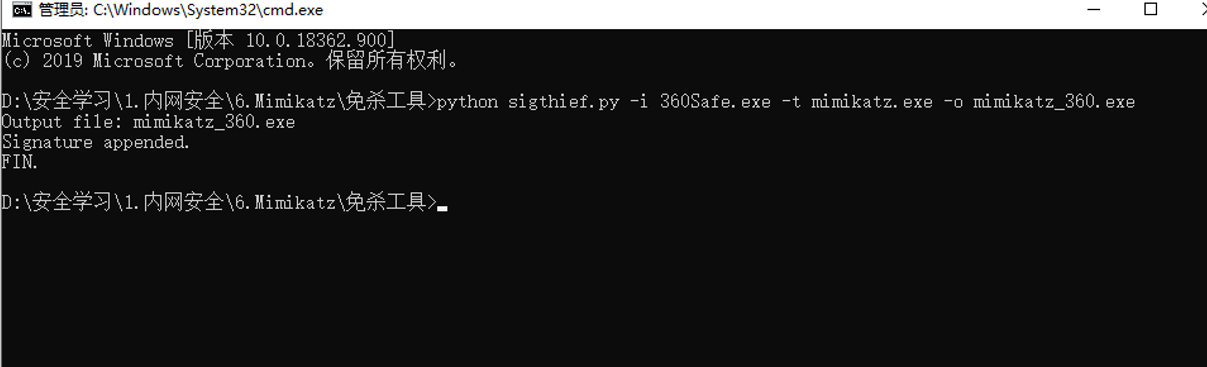 管理员: C:\Windows\System32\cmd.exe
Microsoft Windows [版本 10.0.18362.900]
(c) 2019 Microsoft Corporation。保留所有权利。
D:\安全学习\1.内网安全\6.Mimikatz\免杀工具>python sigthief.py -i 360Safe.exe -t mimikatz.exe -o mimikatz_360.exe
Output file: mimikatz_360.exe
Signature appended.
FIN.
D:\安全学习\1.内网安全\6.Mimikatz\免杀工具>